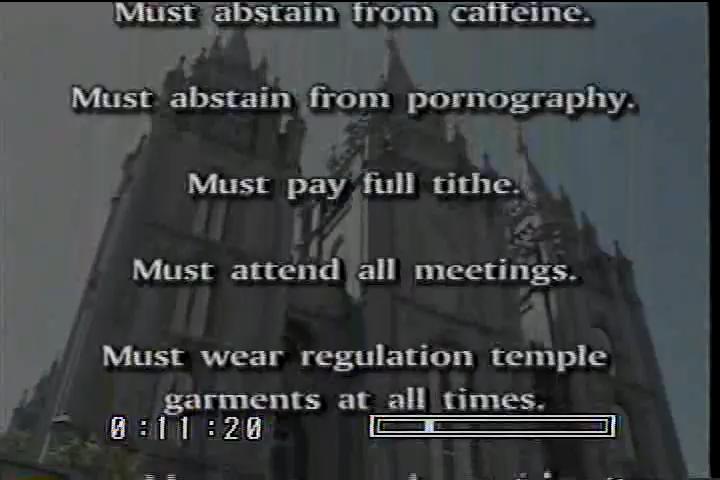 Must abstain from caffeine.
Must abstain from pornography.
Must pay full tithe.
Must attend all meetings.
Must wear regulation temple
garments at all times.
0:11:20